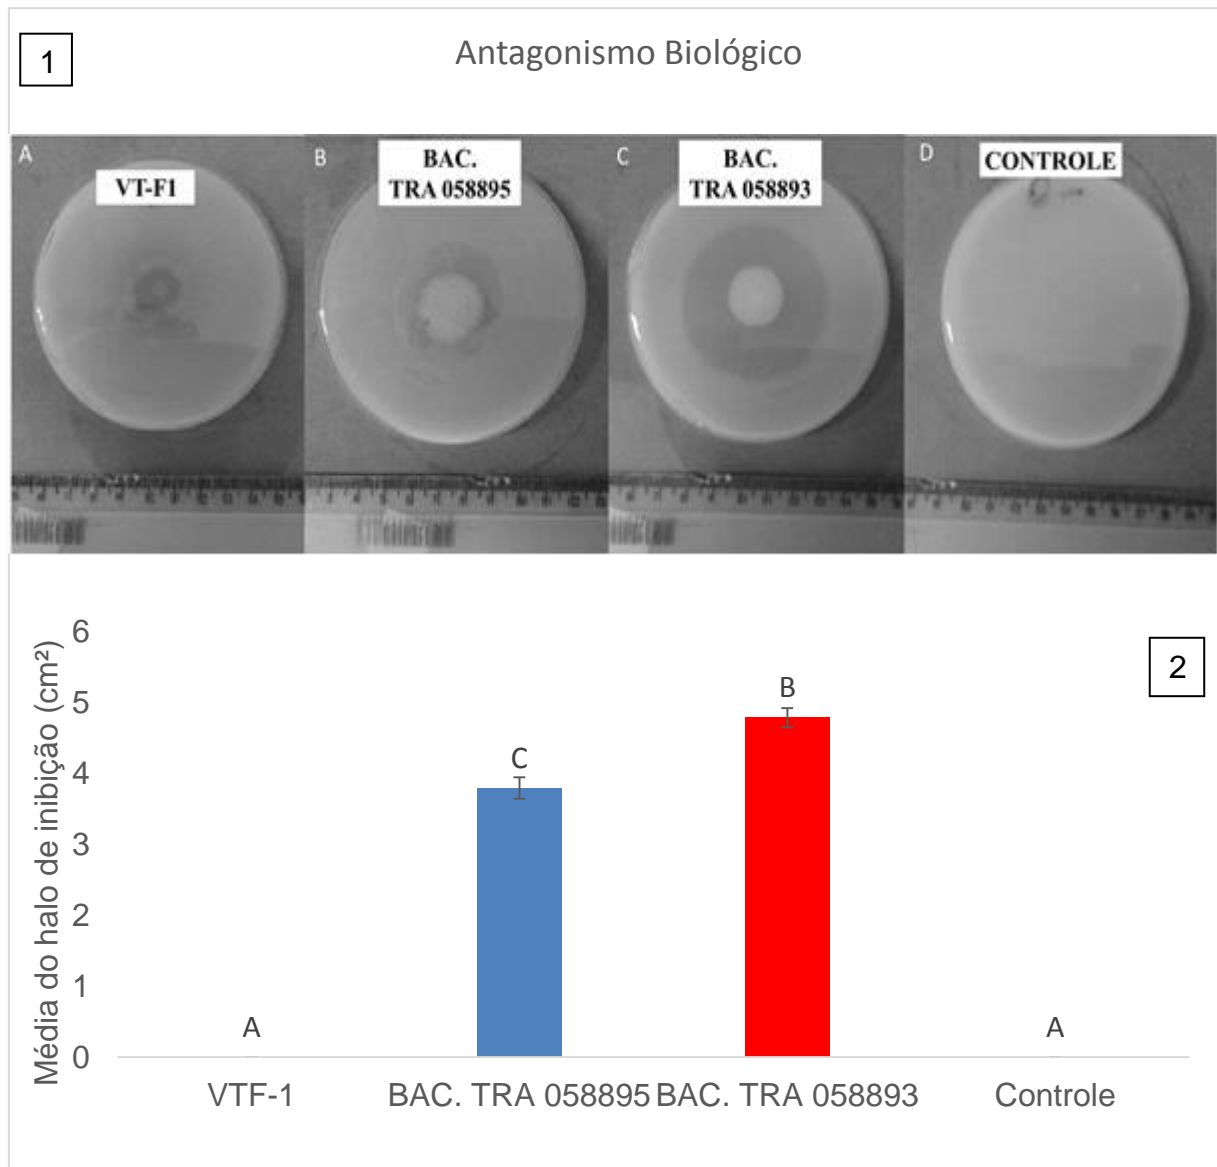 1
Antagonismo Biológico
A
VT-F1
B
BAC.
TRA 058895
C
BAC.
TRA 058893
D
CONTROLE
2
Média do halo de inibição (cm²)
6
5
4
3
2
1
0
A
C
B
A
VTF-1
BAC. TRA 058895
BAC. TRA 058893
Controle